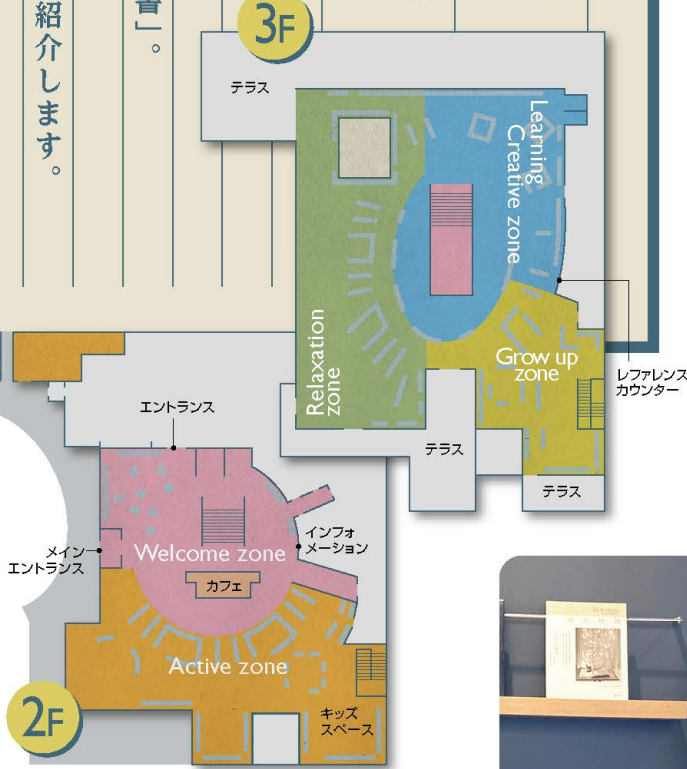 書」。
紹介します。
3F
テラス
Learning
Creative zone
Relaxation
zone
Grow up
zone
レファレンス
カウンター
テラス
テラス
エントランス
メイン
エントランス
Welcome zone
インフォ
メーション
カフェ
Active zone
キッズ
スペース
2F